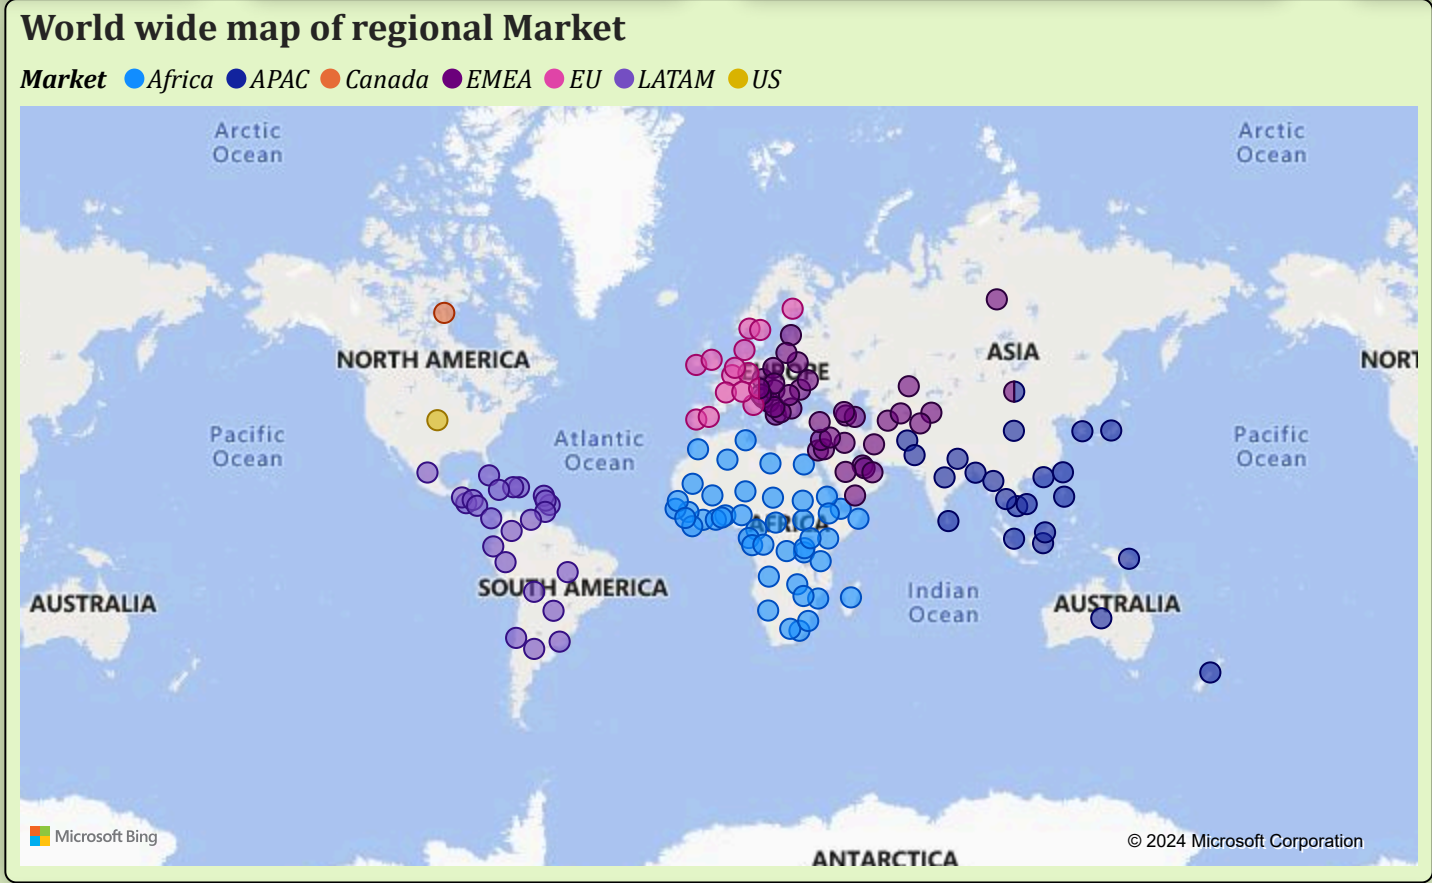 World wide map of regional Market
Market Africa APAC Canada EMEA EU LATAM US
Arctic
Ocean
Arctic
Ocean
NORTH AMERICA
EUROPE
ASIA
NORT
Pacific
Ocean
Atlantic
Ocean
Pacific
Ocean
AFRICA
AUSTRALIA
SOUTH AMERICA
Indian
Ocean
AUSTRALIA
Microsoft Bing
© 2024 Microsoft Corporation
ANTARCTICA